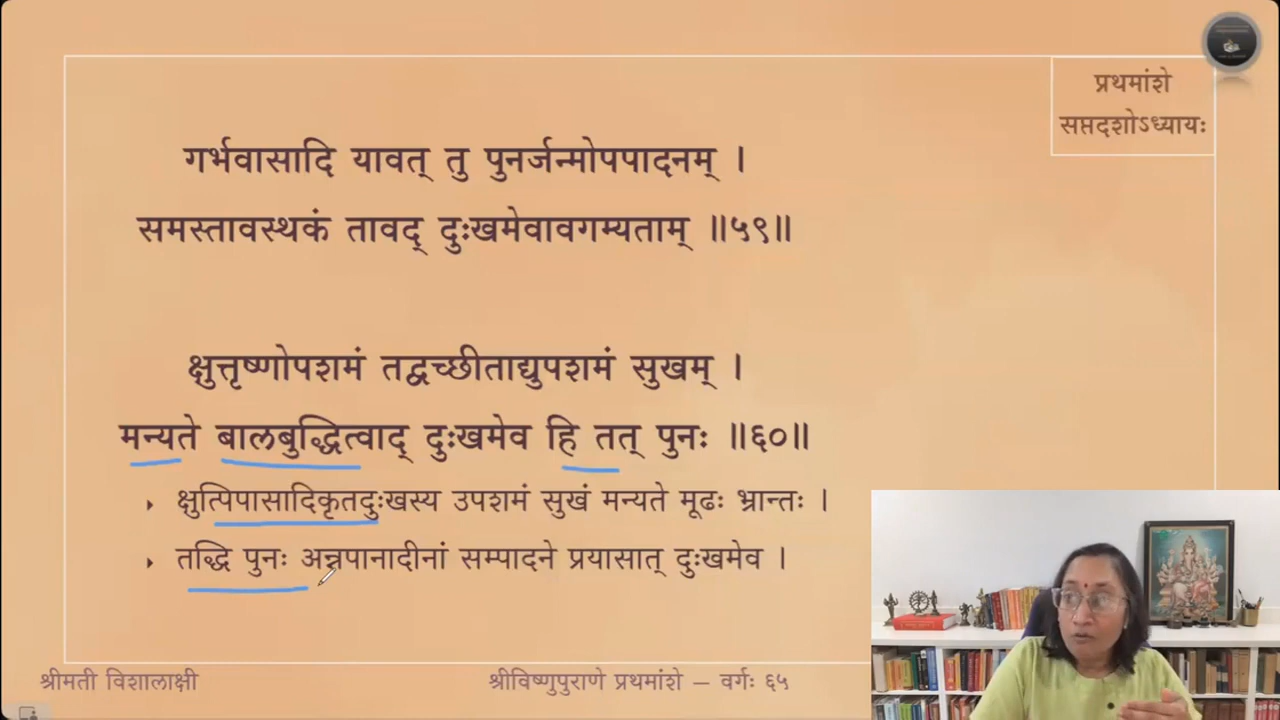 प्रथमांशे
सप्तदशोऽध्यायः
गर्भवासादि यावत् तु पुनर्जन्मोपपादनम् ।
समस्तावस्थकं तावद् दुःखमेवावगम्यताम् ॥५९॥
क्षुत्तृष्णोपशमं तद्वच्छीताद्युपशमं सुखम् ।
मन्यते बालबुद्धित्वाद् दुःखमेव हि तत् पुनः ॥६०॥
क्षुत्पिपासादिकृतदुःखस्य उपशमं सुखं मन्यते मूढः भ्रान्तः ।
तद्धि पुनः अन्नपानादीनां सम्पादने प्रयासात् दुःखमेव ।
श्रीमती विशालाक्षी
श्रीविष्णुपुराणे प्रथमांशे – वर्गः ६५